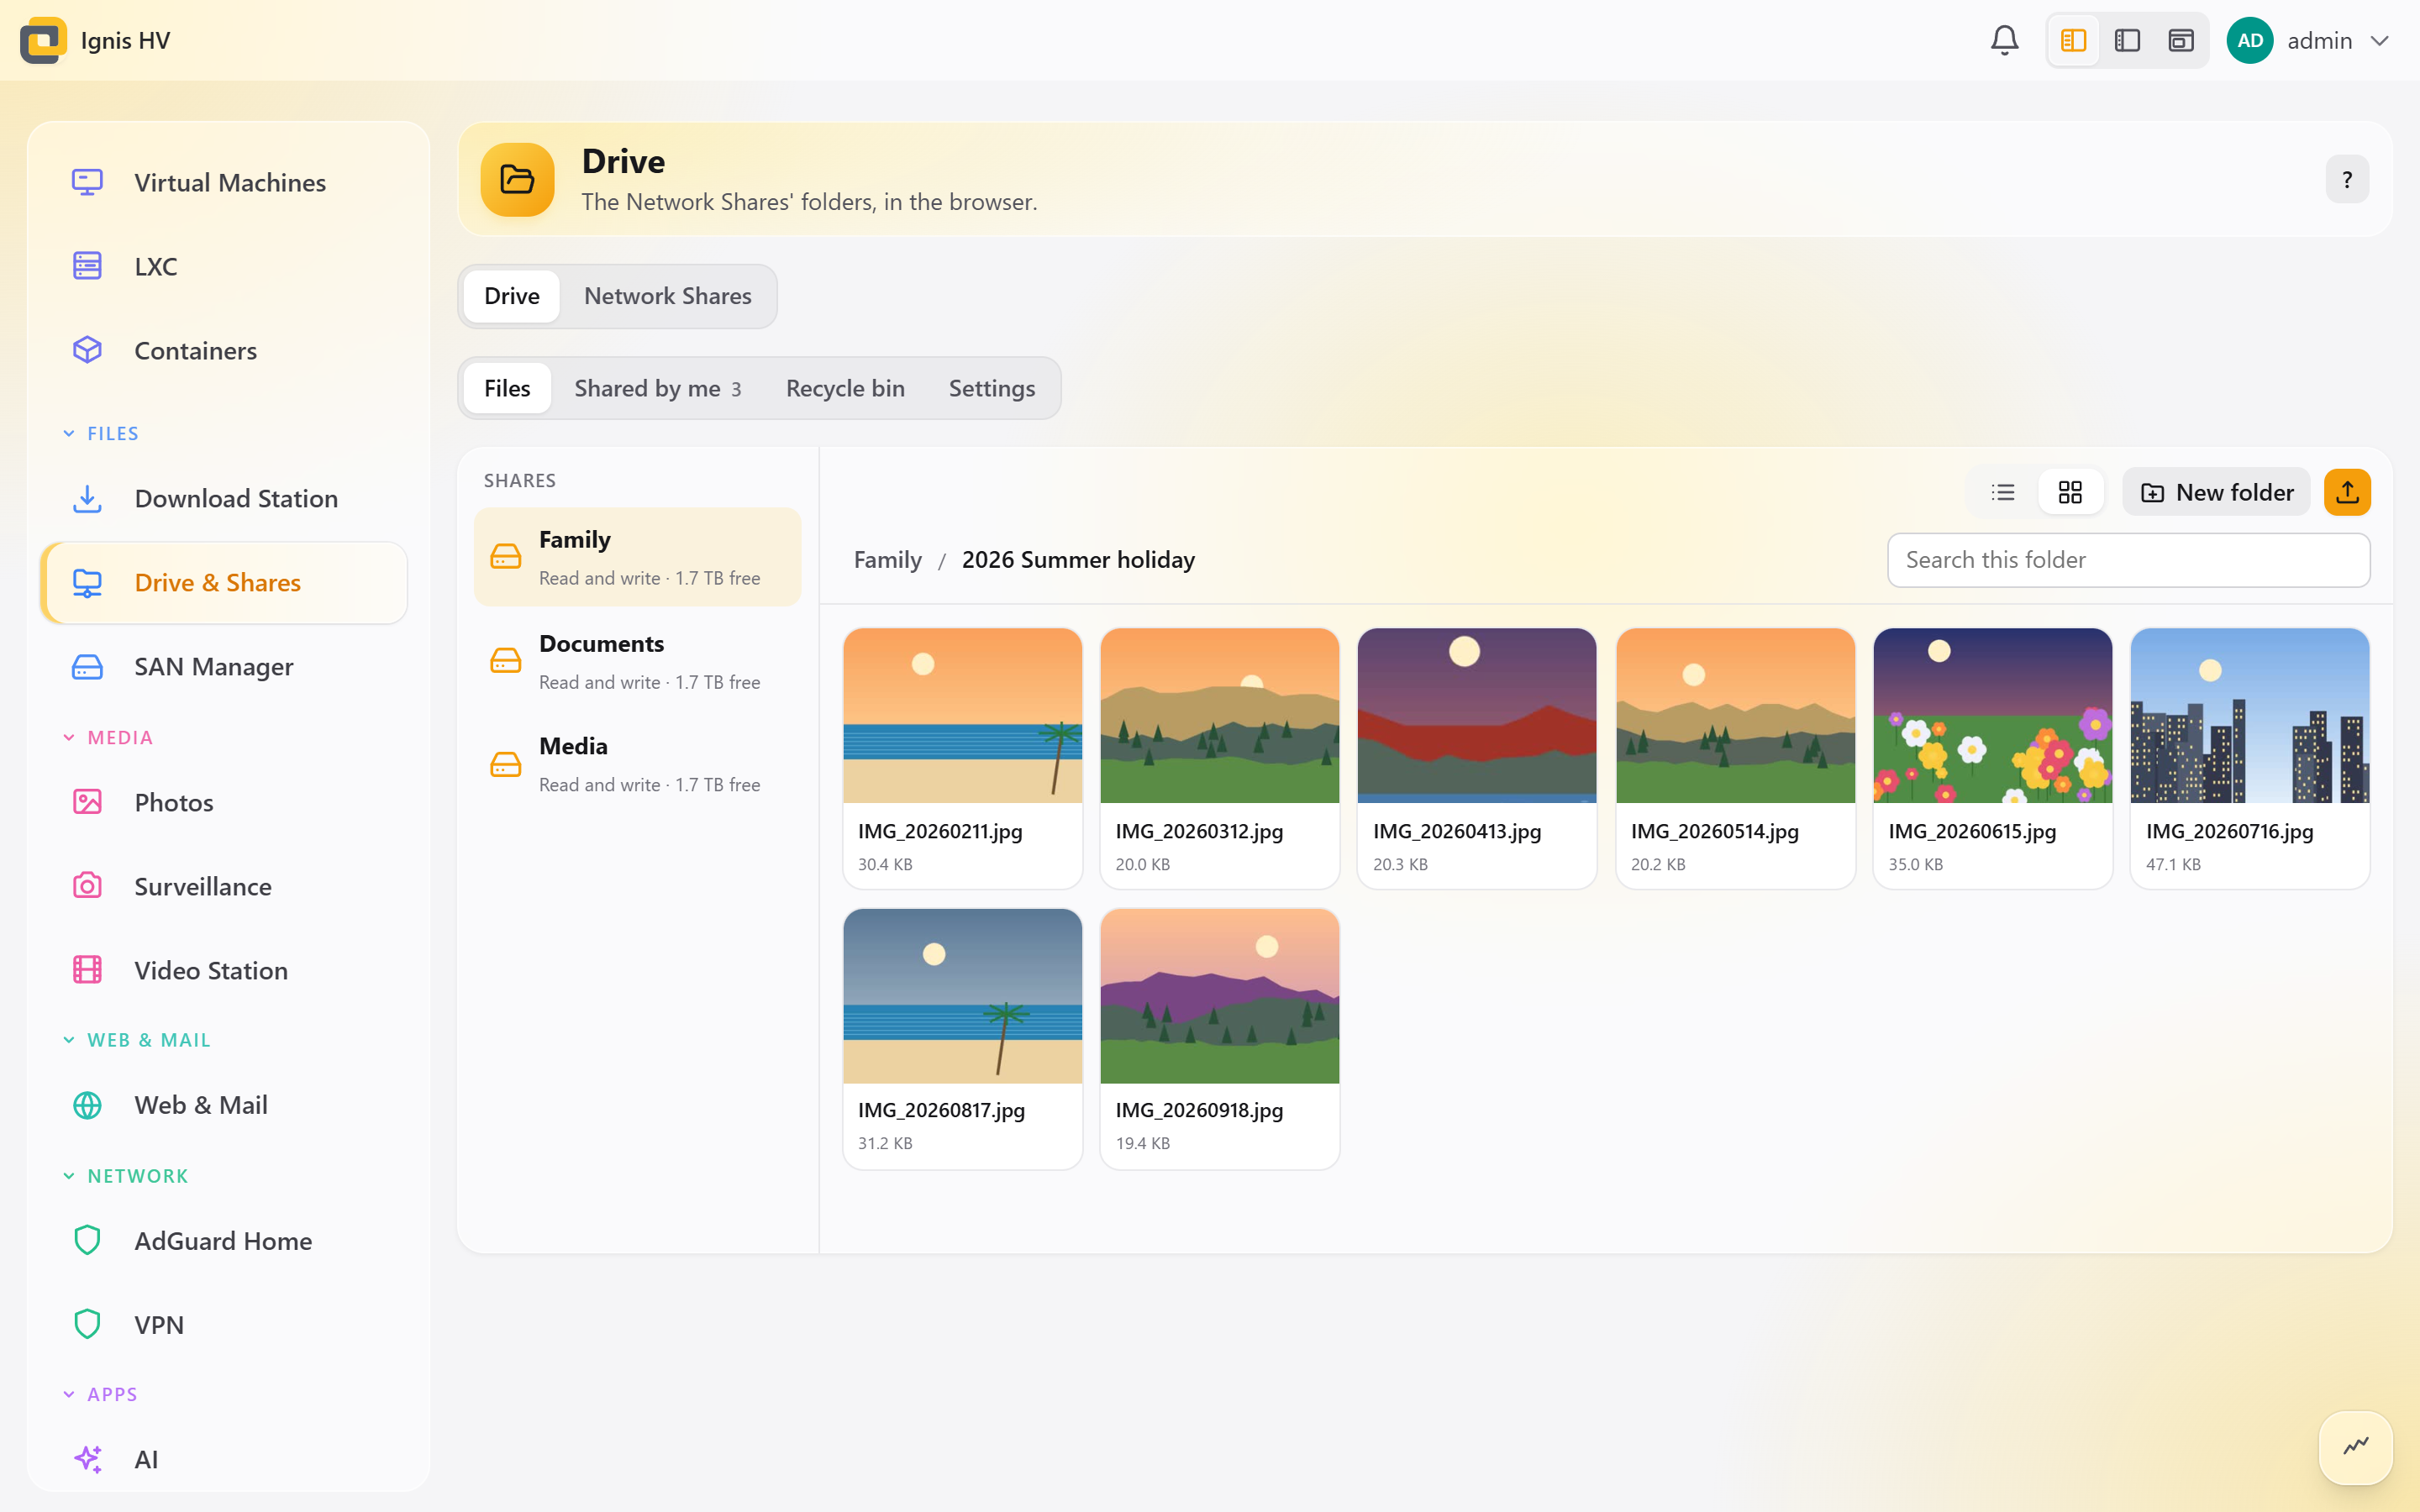 Ignis HV
AD
admin
Virtual Machines
LXC
Containers
FILES
Download Station
Drive & Shares
SAN Manager
MEDIA
Photos
Surveillance
Video Station
WEB & MAIL
Web & Mail
NETWORK
AdGuard Home
VPN
APPS
AI
Drive
The Network Shares' folders, in the browser.
?
Drive
Network Shares
Files
Shared by me 3
Recycle bin
Settings
SHARES
Family
Read and write · 1.7 TB free
Documents
Read and write · 1.7 TB free
Media
Read and write · 1.7 TB free
New folder
Family / 2026 Summer holiday
Search this folder
IMG_20260211.jpg
30.4 KB
IMG_20260312.jpg
20.0 KB
IMG_20260413.jpg
20.3 KB
IMG_20260514.jpg
20.2 KB
IMG_20260615.jpg
35.0 KB
IMG_20260716.jpg
47.1 KB
IMG_20260817.jpg
31.2 KB
IMG_20260918.jpg
19.4 KB